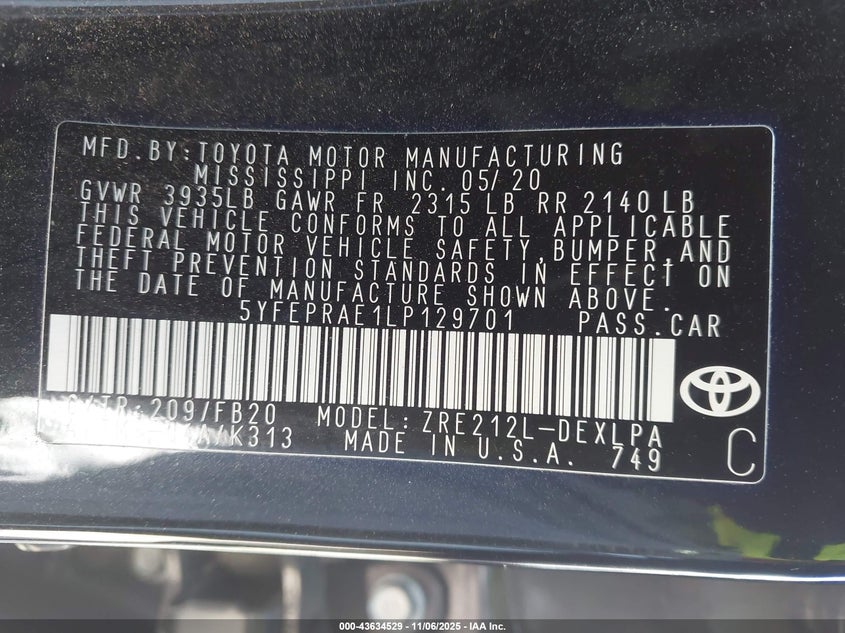 MFD.BY:TOYOTA MOTOR MANUFACTURING
MISSISSIPPI INC. 05/20
GVWR 3935LB GAWR FR 2315 LB RR 2140 LB
THIS VEHICLE CONFORMS TO ALL APPLICABLE
FEDERAL MOTOR VEHICLE SAFETY, BUMPER, AND
THEFT PREVENTION STANDARDS IN EFFECT ON
THE DATE OF MANUFACTURE SHOWN ABOVE.
5YFEPRAE1LP129701 PASS.CAR
C/TR:209/FB20 MODEL:ZRE212L-DEXLPA
A/K313 MADE IN U.S.A. 749
C
000-43634529 - 11/06/2025 - IAA Inc.